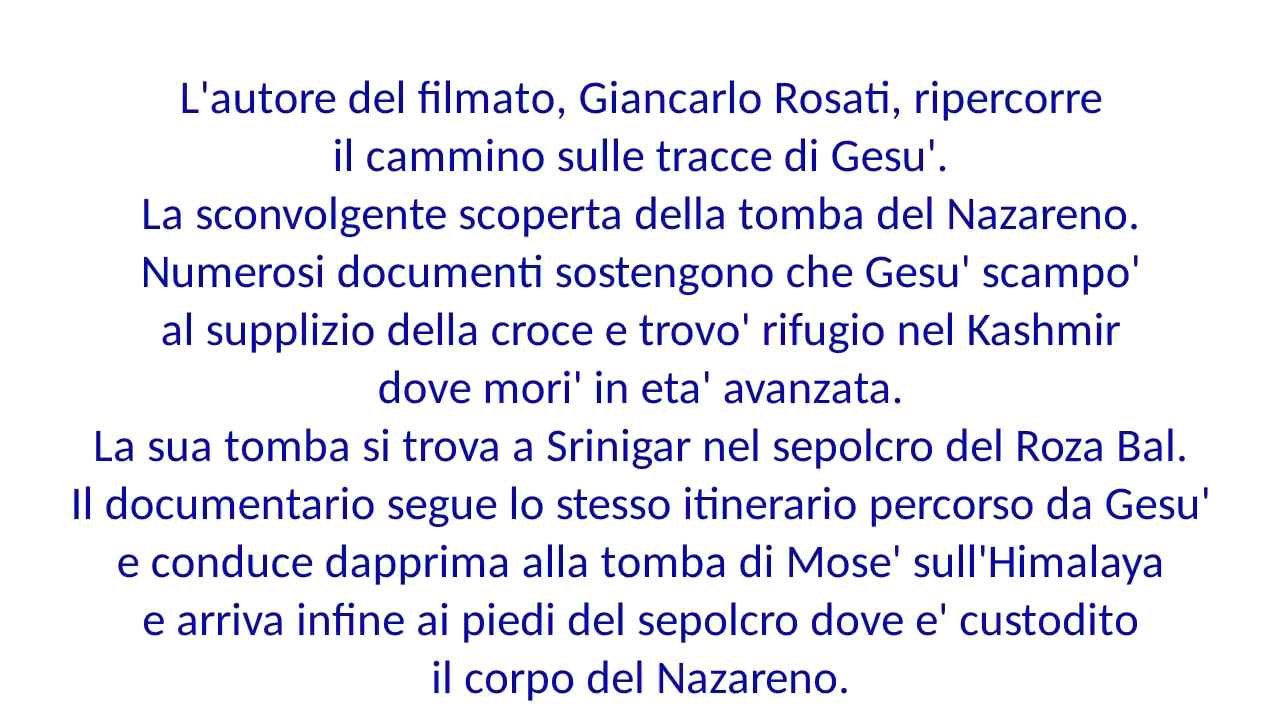 L'autore del filmato, Giancarlo Rosati, ripercorre
il cammino sulle tracce di Gesu'.
La sconvolgente scoperta della tomba del Nazareno.
Numerosi documenti sostengono che Gesu' scampo'
al supplizio della croce e trovo' rifugio nel Kashmir
dove mori' in eta' avanzata.
La sua tomba si trova a Srinigar nel sepolcro del Roza Bal.
Il documentario segue lo stesso itinerario percorso da Gesu'
e conduce dapprima alla tomba di Mose' sull'Himalaya
e arriva infine ai piedi del sepolcro dove e' custodito
il corpo del Nazareno.